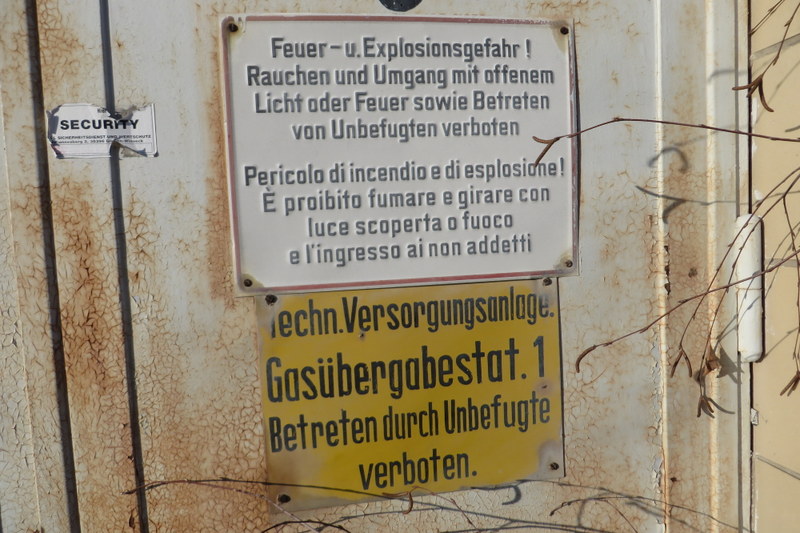 Feuer-u.Explosionsgefahr!
Rauchen und Umgang mit offenem
Licht oder Feuer sowie Betreten
von Unbefugten verboten
Pericolo di incendio e di esplosione!
È proibito fumare e girare con
luce scoperta o fuoco
e l'ingresso ai non addetti
SECURITY
Techn.Versorgungsanlage.
Gasübergabestat. 1
Betreten durch Unbefugte
verboten.